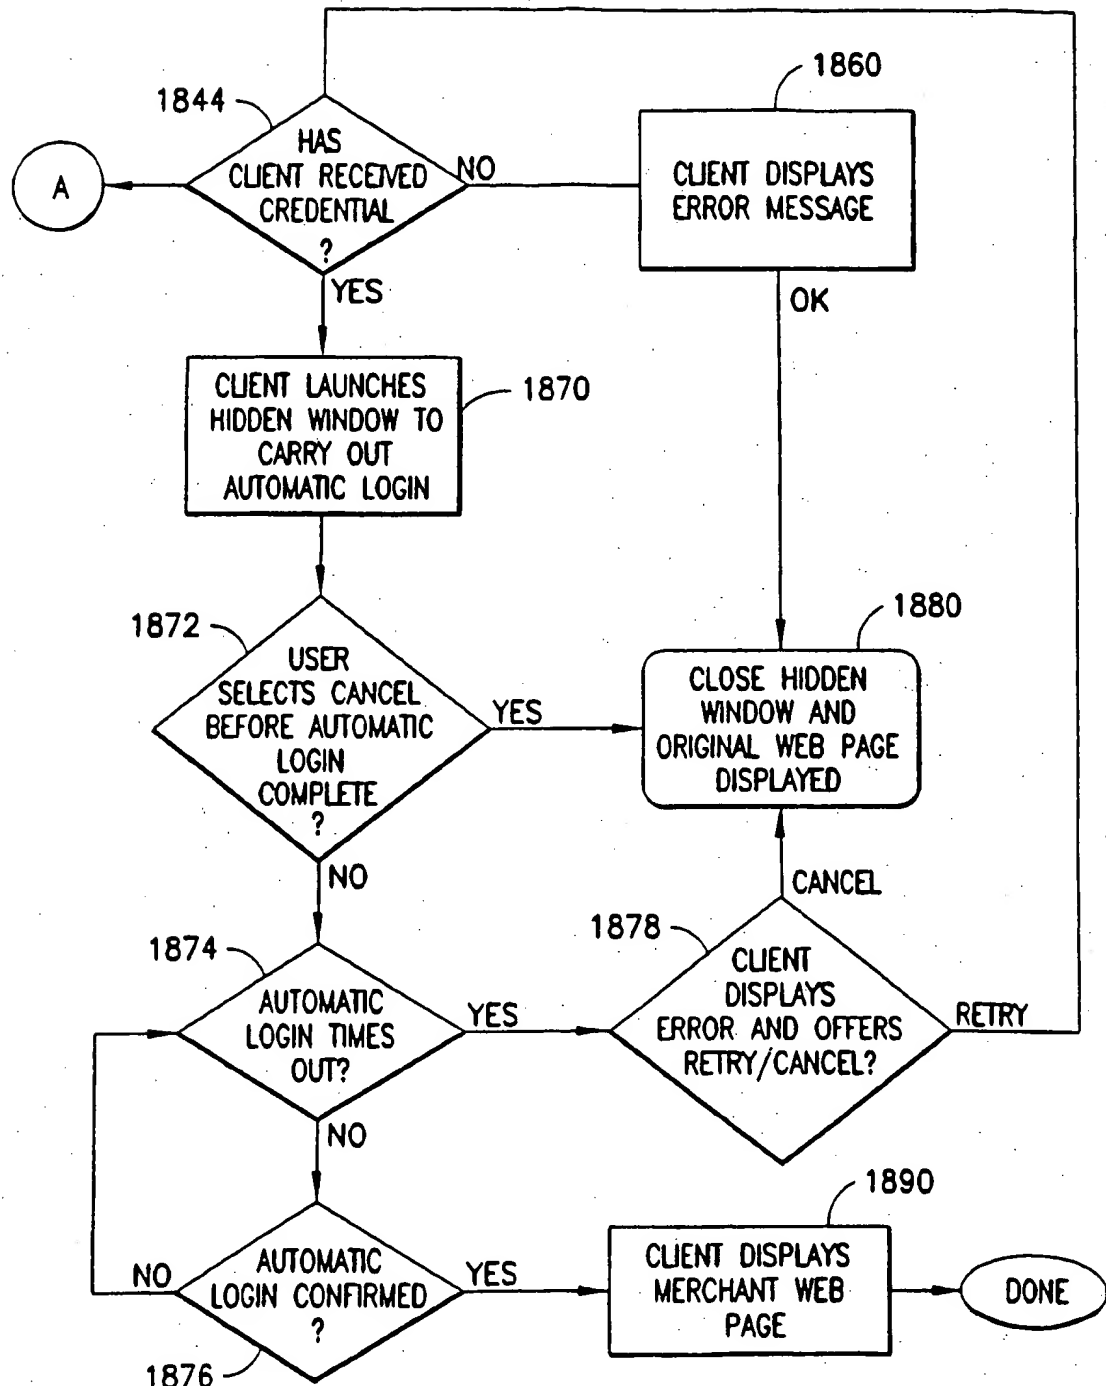 1860
1844
HAS
CLIENT RECEIVED
CREDENTIAL
?
NO
A
CLIENT DISPLAYS
ERROR MESSAGE
YES
OK
CLIENT LAUNCHES
HIDDEN WINDOW TO
CARRY OUT
AUTOMATIC LOGIN
1870
1872
USER
SELECTS CANCEL
BEFORE AUTOMATIC
LOGIN
COMPLETE
?
YES
1880
CLOSE HIDDEN
WINDOW AND
ORIGINAL WEB PAGE
DISPLAYED
NO
CANCEL
1874
AUTOMATIC
LOGIN TIMES
OUT?
YES
1878
CLIENT
DISPLAYS
ERROR AND OFFERS
RETRY/CANCEL?
RETRY
NO
1890
AUTOMATIC
LOGIN CONFIRMED
?
NO
YES
1876
CLIENT DISPLAYS
MERCHANT WEB
PAGE
DONE